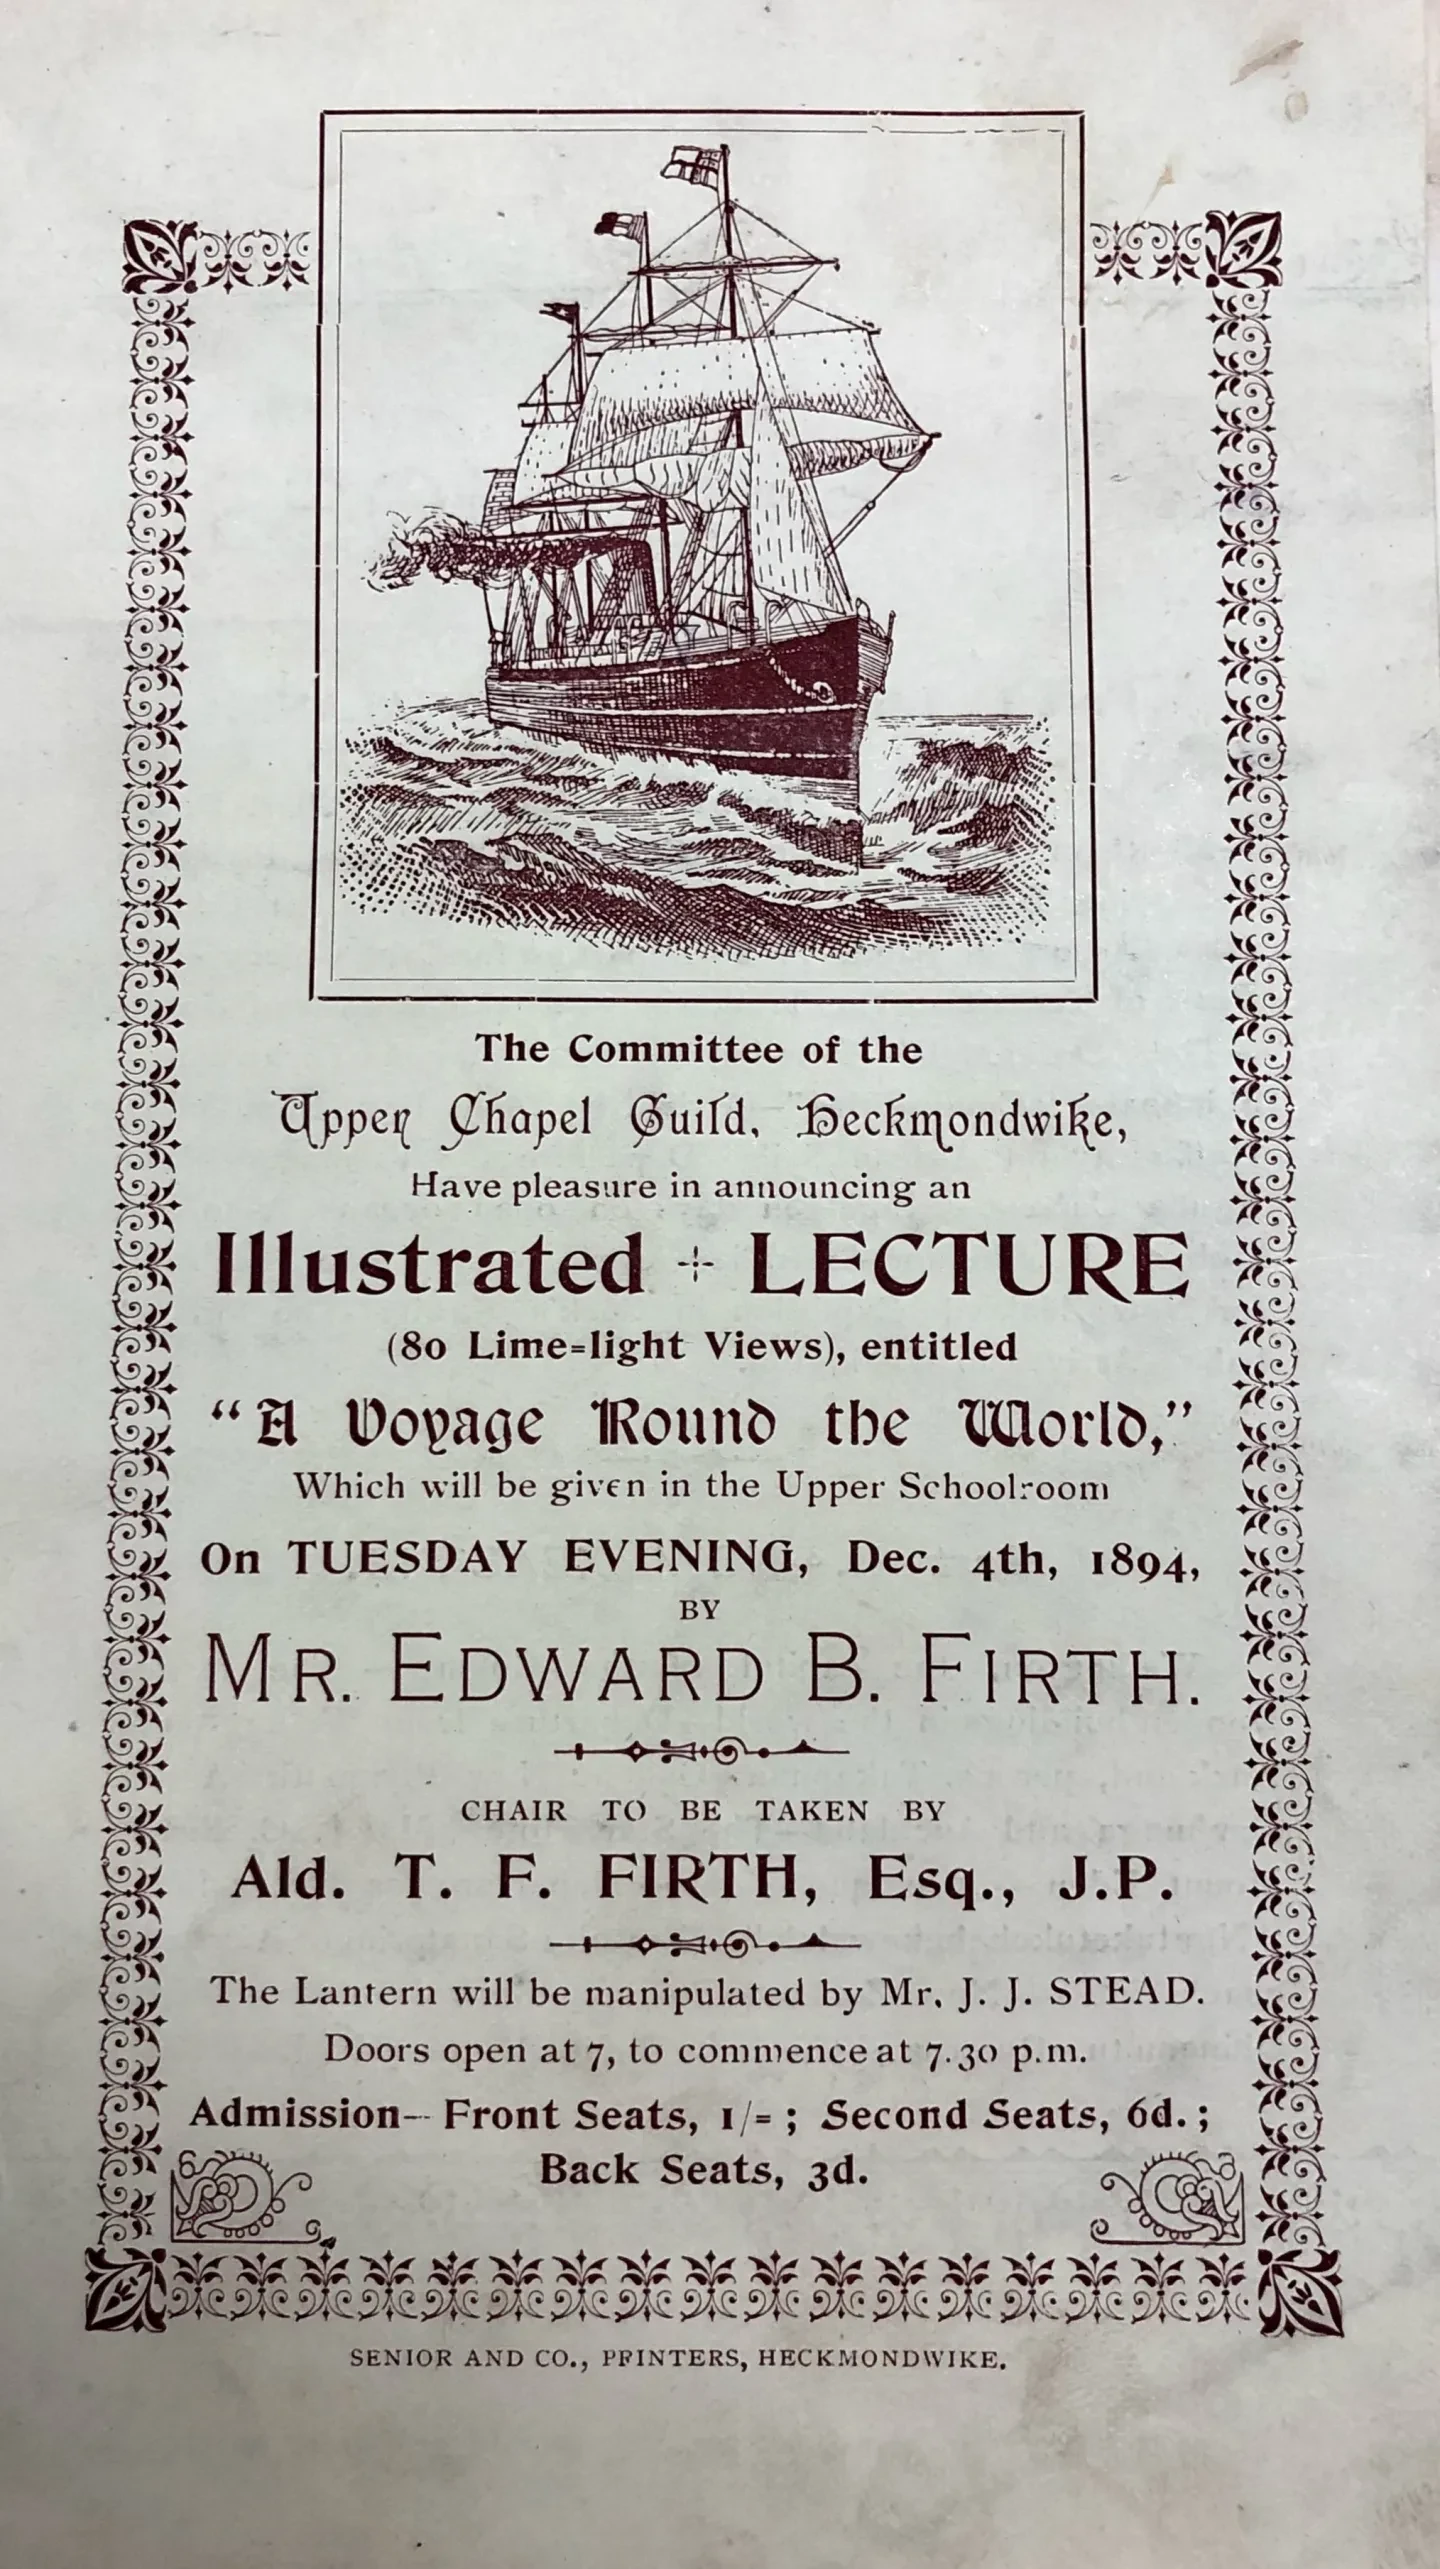 The Committee of the
Upper Chapel Guild, Heckmondwike,
Have pleasure in announcing an
Illustrated ÷ LECTURE
(80 Lime=light Views), entitled
“A Voyage Round the World,”
Which will be given in the Upper Schoolroom
On TUESDAY EVENING, Dec. 4th, 1894,
BY
MR. EDWARD B. FIRTH.
CHAIR TO BE TAKEN BY
Ald. T. F. FIRTH, Esq., J.P.
The Lantern will be manipulated by Mr. J. J. STEAD.
Doors open at 7, to commence at 7.30 p.m.
Admission— Front Seats, 1/= ; Second Seats, 6d. ;
Back Seats, 3d.
SENIOR AND CO., PRINTERS, HECKMONDWIKE.